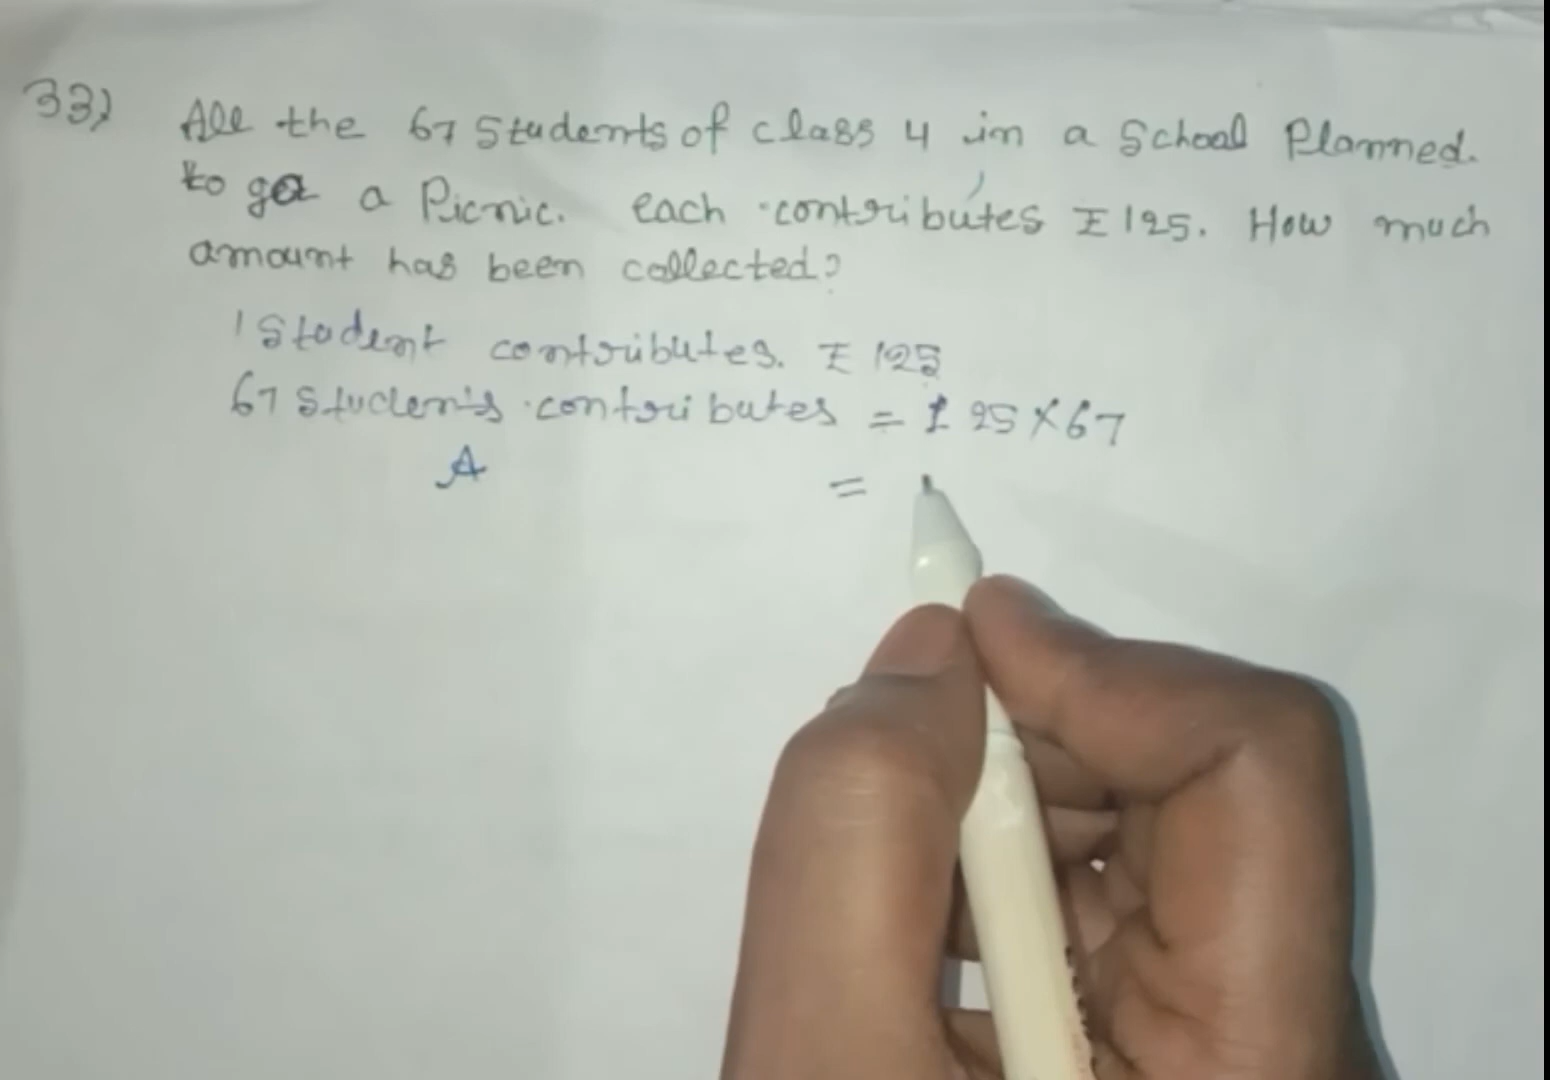 33) All the 67 Students of class 4 in a School Planned.
to go a Picnic. each contributes ₹125. How much
amount has been collected?
1 Student contributes. ₹ 125
67 Students contributes = 125 × 67
A =